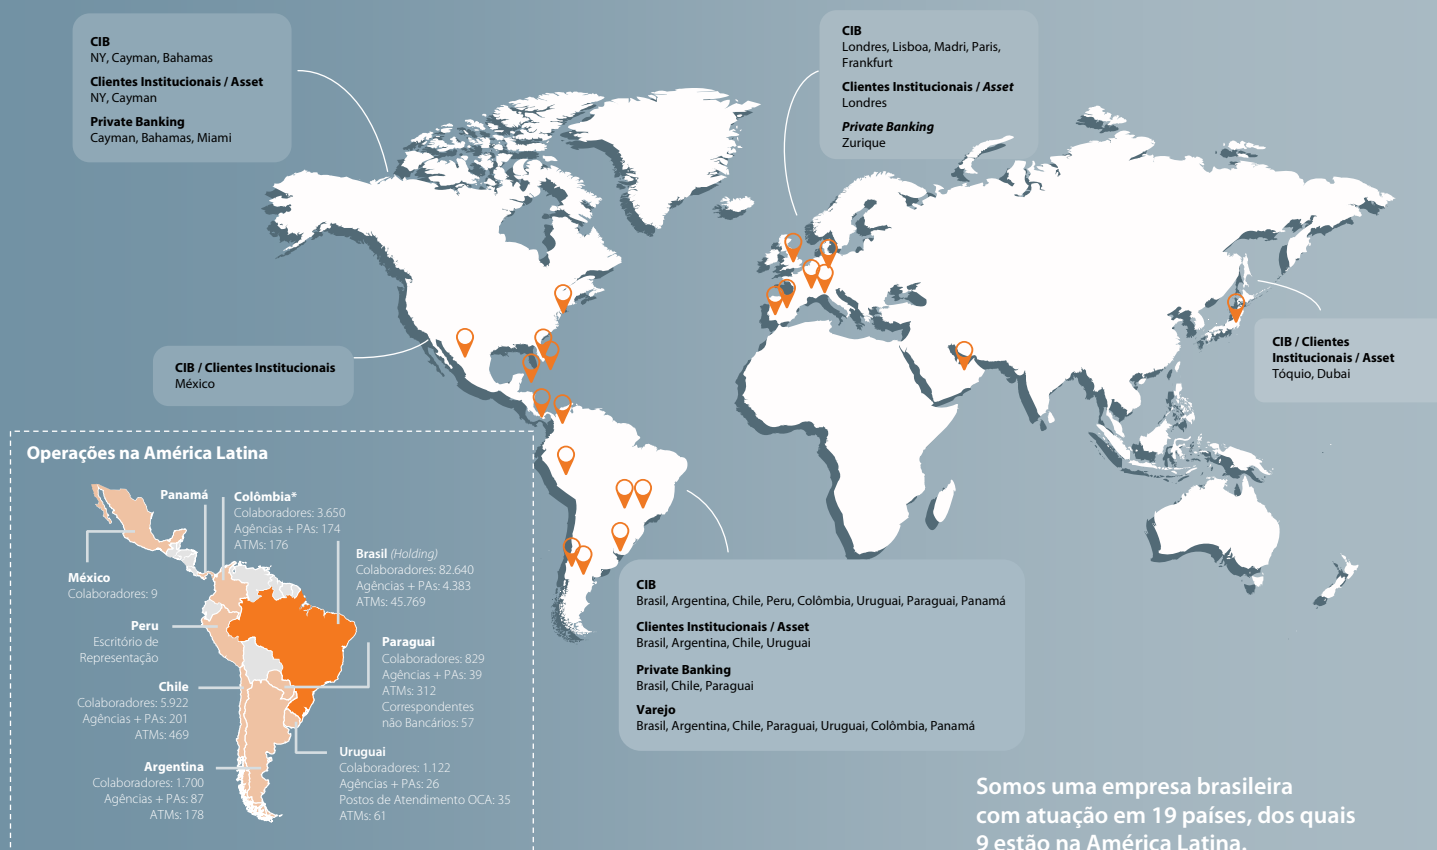 CIB
NY, Cayman, Bahamas
Clientes Institucionais / Asset
NY, Cayman
Private Banking
Cayman, Bahamas, Miami
CIB
Londres, Lisboa, Madri, Paris,
Frankfurt
Clientes Institucionais / Asset
Londres
Private Banking
Zurique
CIB / Clientes Institucionais
México
CIB / Clientes
Institucionais / Asset
Tóquio, Dubai
Operações na América Latina
Panamá
Colômbia*
Colaboradores: 3.650
Agências + PAs: 174
ATMs: 176
Brasil (Holding)
Colaboradores: 82.640
Agências + PAs: 4.383
ATMs: 45.769
México
Colaboradores: 9
Peru
Escritório de
Representação
Paraguai
Colaboradores: 829
Agências + PAs: 39
ATMs: 312
Correspondentes
não Bancários: 57
Chile
Colaboradores: 5.922
Agências + PAs: 201
ATMs: 469
Uruguai
Colaboradores: 1.122
Agências + PAs: 26
Postos de Atendimento OCA: 35
ATMs: 61
Argentina
Colaboradores: 1.700
Agências + PAs: 87
ATMs: 178
CIB
Brasil, Argentina, Chile, Peru, Colômbia, Uruguai, Paraguai, Panamá
Clientes Institucionais / Asset
Brasil, Argentina, Chile, Uruguai
Private Banking
Brasil, Chile, Paraguai
Varejo
Brasil, Argentina, Chile, Paraguai, Uruguai, Colômbia, Panamá
Somos uma empresa brasileira
com atuação em 19 países, dos quais
9 estão na América Latina.